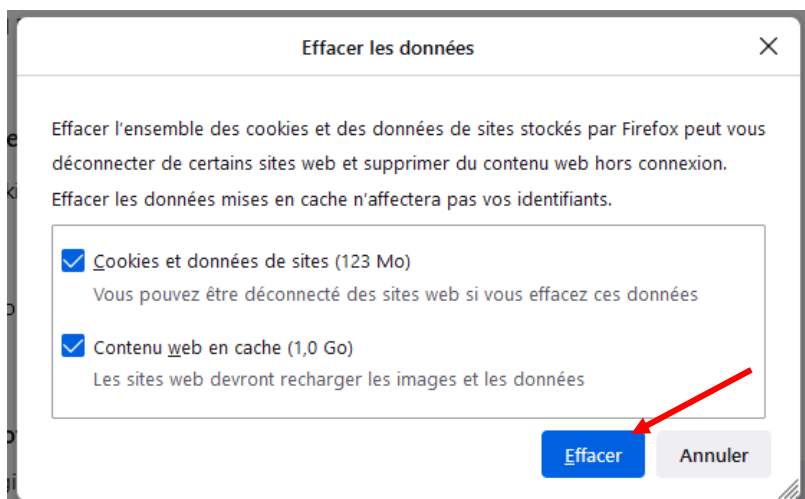 Effacer les données
Effacer l'ensemble des cookies et des données de sites stockés par Firefox peut vous
déconnecter de certains sites web et supprimer du contenu web hors connexion.
Effacer les données mises en cache n'affectera pas vos identifiants.
Cookies et données de sites (123 Mo)
Vous pouvez être déconnecté des sites web si vous effacez ces données
Contenu web en cache (1,0 Go)
Les sites web devront recharger les images et les données
Effacer
Annuler